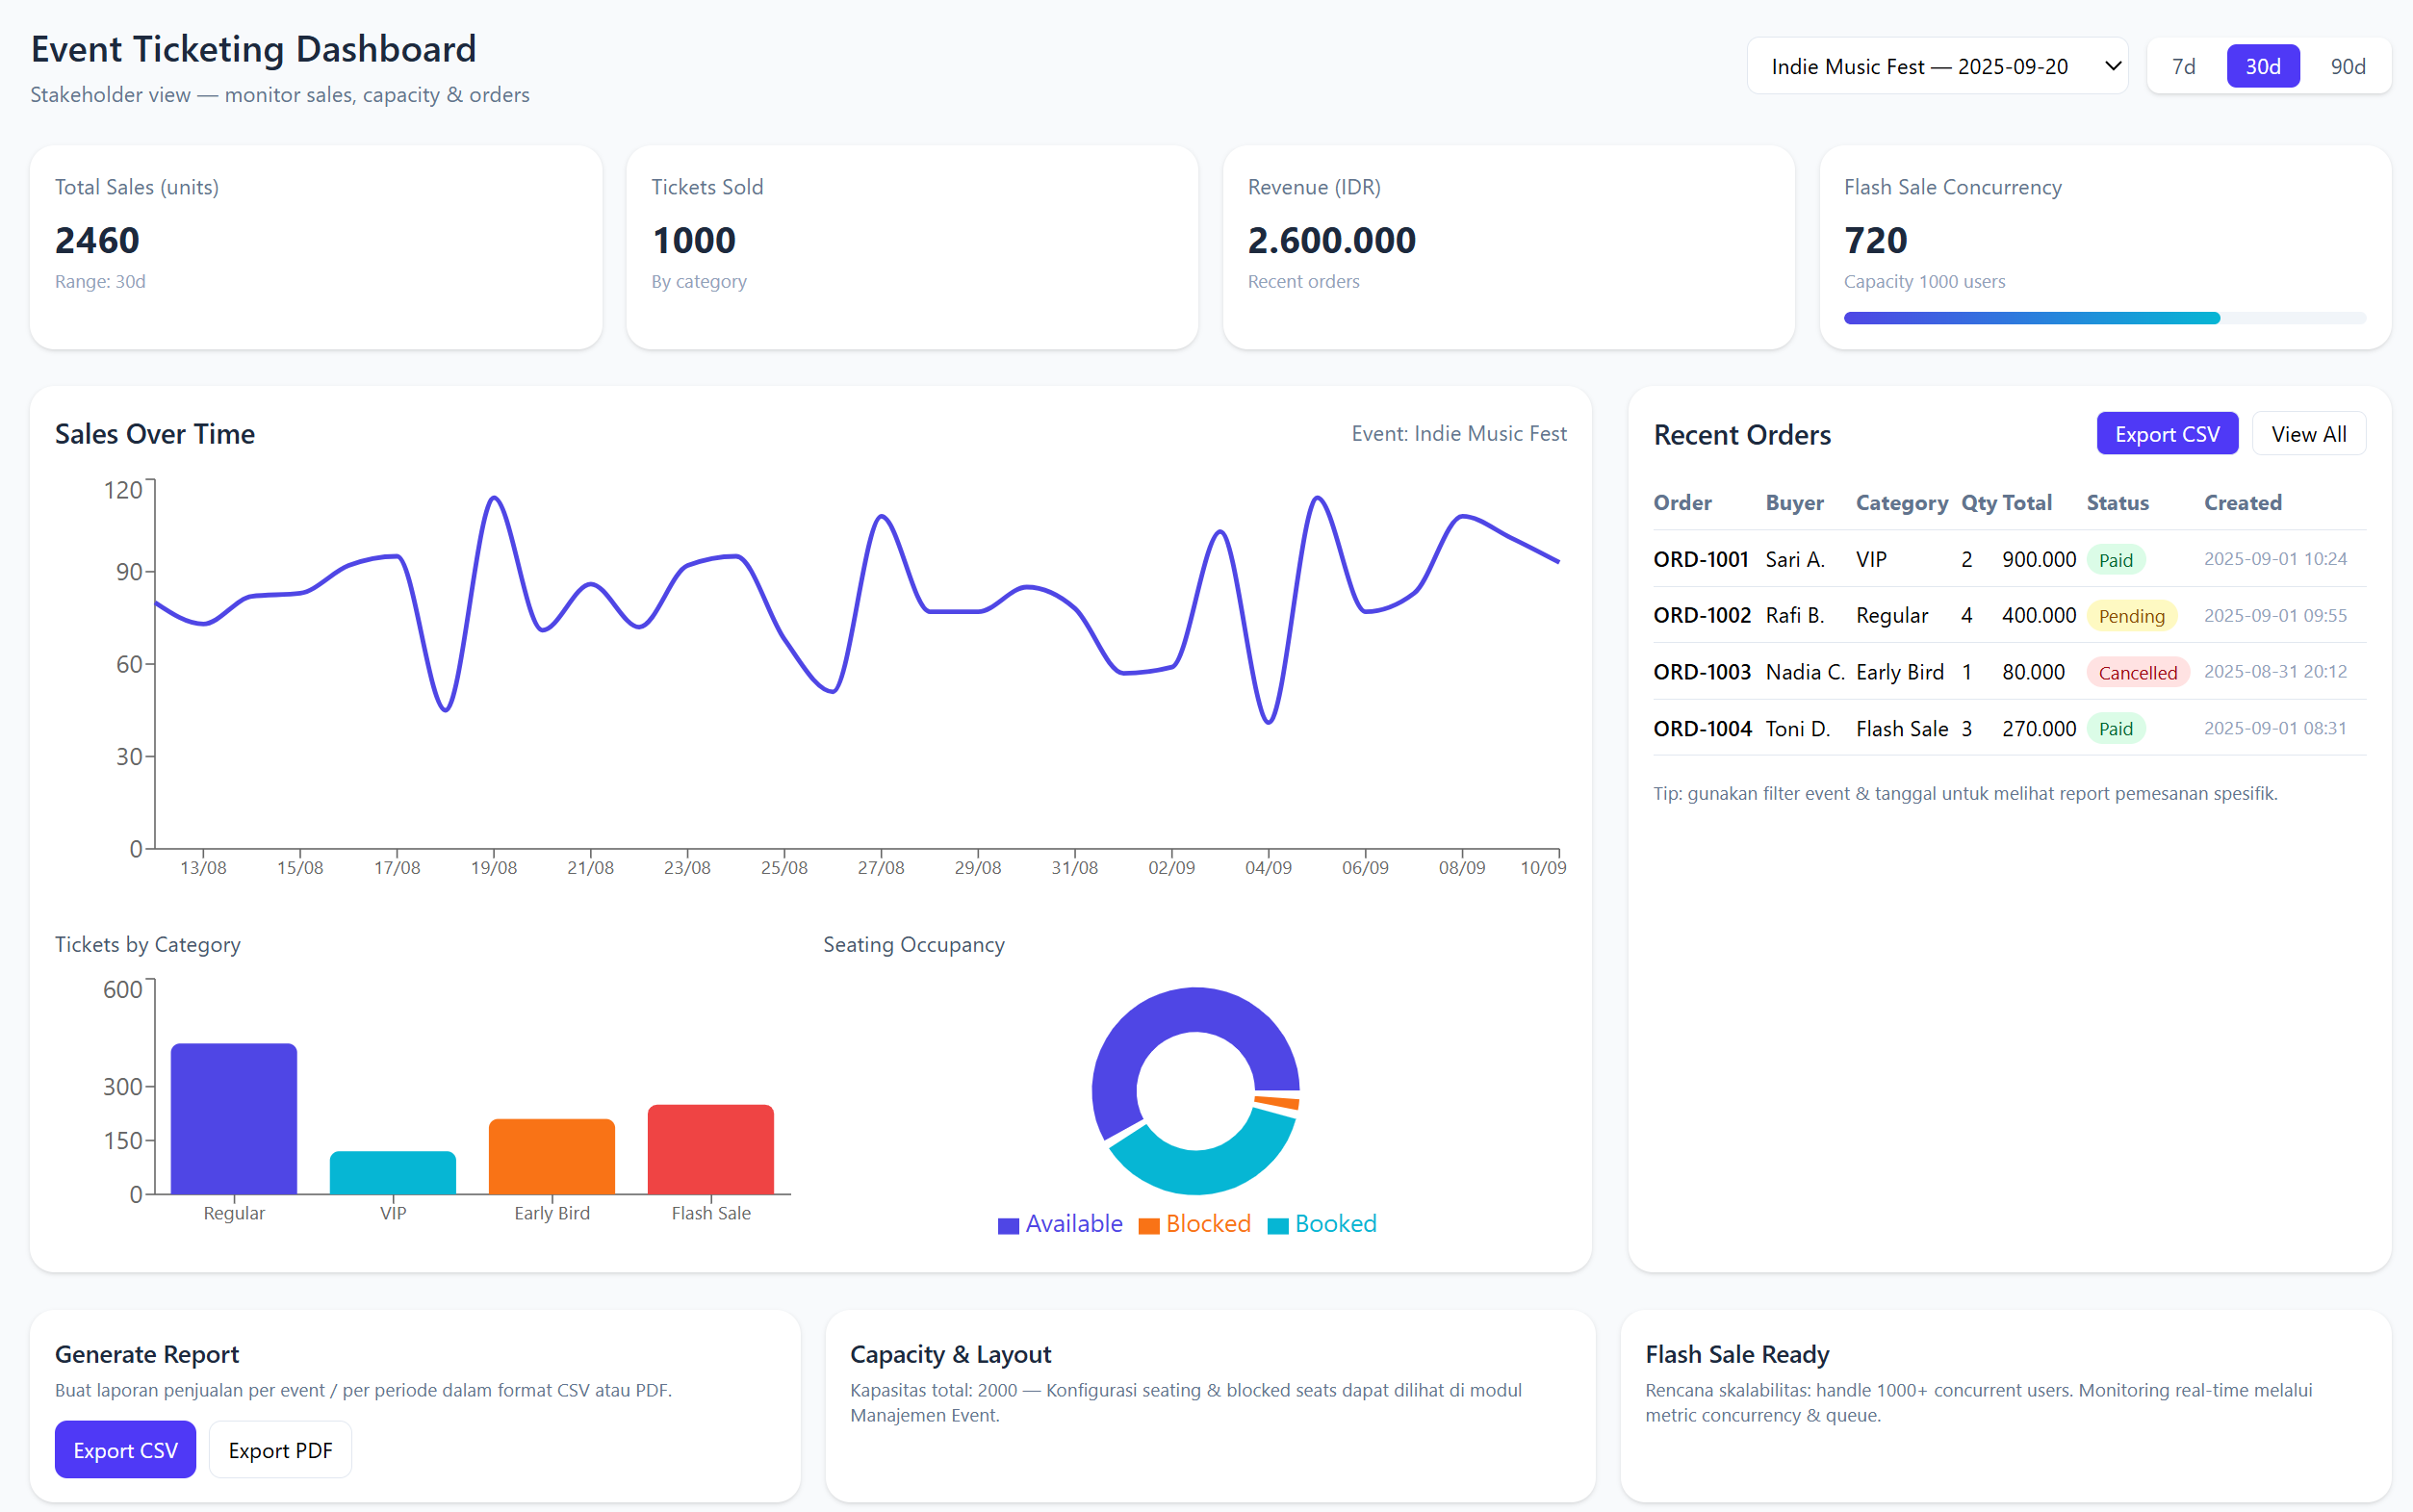 Event Ticketing Dashboard
Stakeholder view — monitor sales, capacity & orders
Indie Music Fest — 2025-09-20
7d 30d 90d
Total Sales (units)
2460
Range: 30d
Tickets Sold
1000
By category
Revenue (IDR)
2.600.000
Recent orders
Flash Sale Concurrency
720
Capacity 1000 users
Sales Over Time
Event: Indie Music Fest
120
90
60
30
0
13/08 15/08 17/08 19/08 21/08 23/08 25/08 27/08 29/08 31/08 02/09 04/09 06/09 08/09 10/09
Tickets by Category
600
300
150
0
Regular VIP Early Bird Flash Sale
Seating Occupancy
Available Blocked Booked
Recent Orders
Export CSV
View All
Order Buyer Category Qty Total Status Created
ORD-1001 Sari A. VIP 2 900.000 Paid 2025-09-01 10:24
ORD-1002 Rafi B. Regular 4 400.000 Pending 2025-09-01 09:55
ORD-1003 Nadia C. Early Bird 1 80.000 Cancelled 2025-08-31 20:12
ORD-1004 Toni D. Flash Sale 3 270.000 Paid 2025-09-01 08:31
Tip: gunakan filter event & tanggal untuk melihat report pemesanan spesifik.
Generate Report
Buat laporan penjualan per event / per periode dalam format CSV atau PDF.
Export CSV
Export PDF
Capacity & Layout
Kapasitas total: 2000 — Konfigurasi seating & blocked seats dapat dilihat di modul
Manajemen Event.
Flash Sale Ready
Rencana skalabilitas: handle 1000+ concurrent users. Monitoring real-time melalui
metric concurrency & queue.